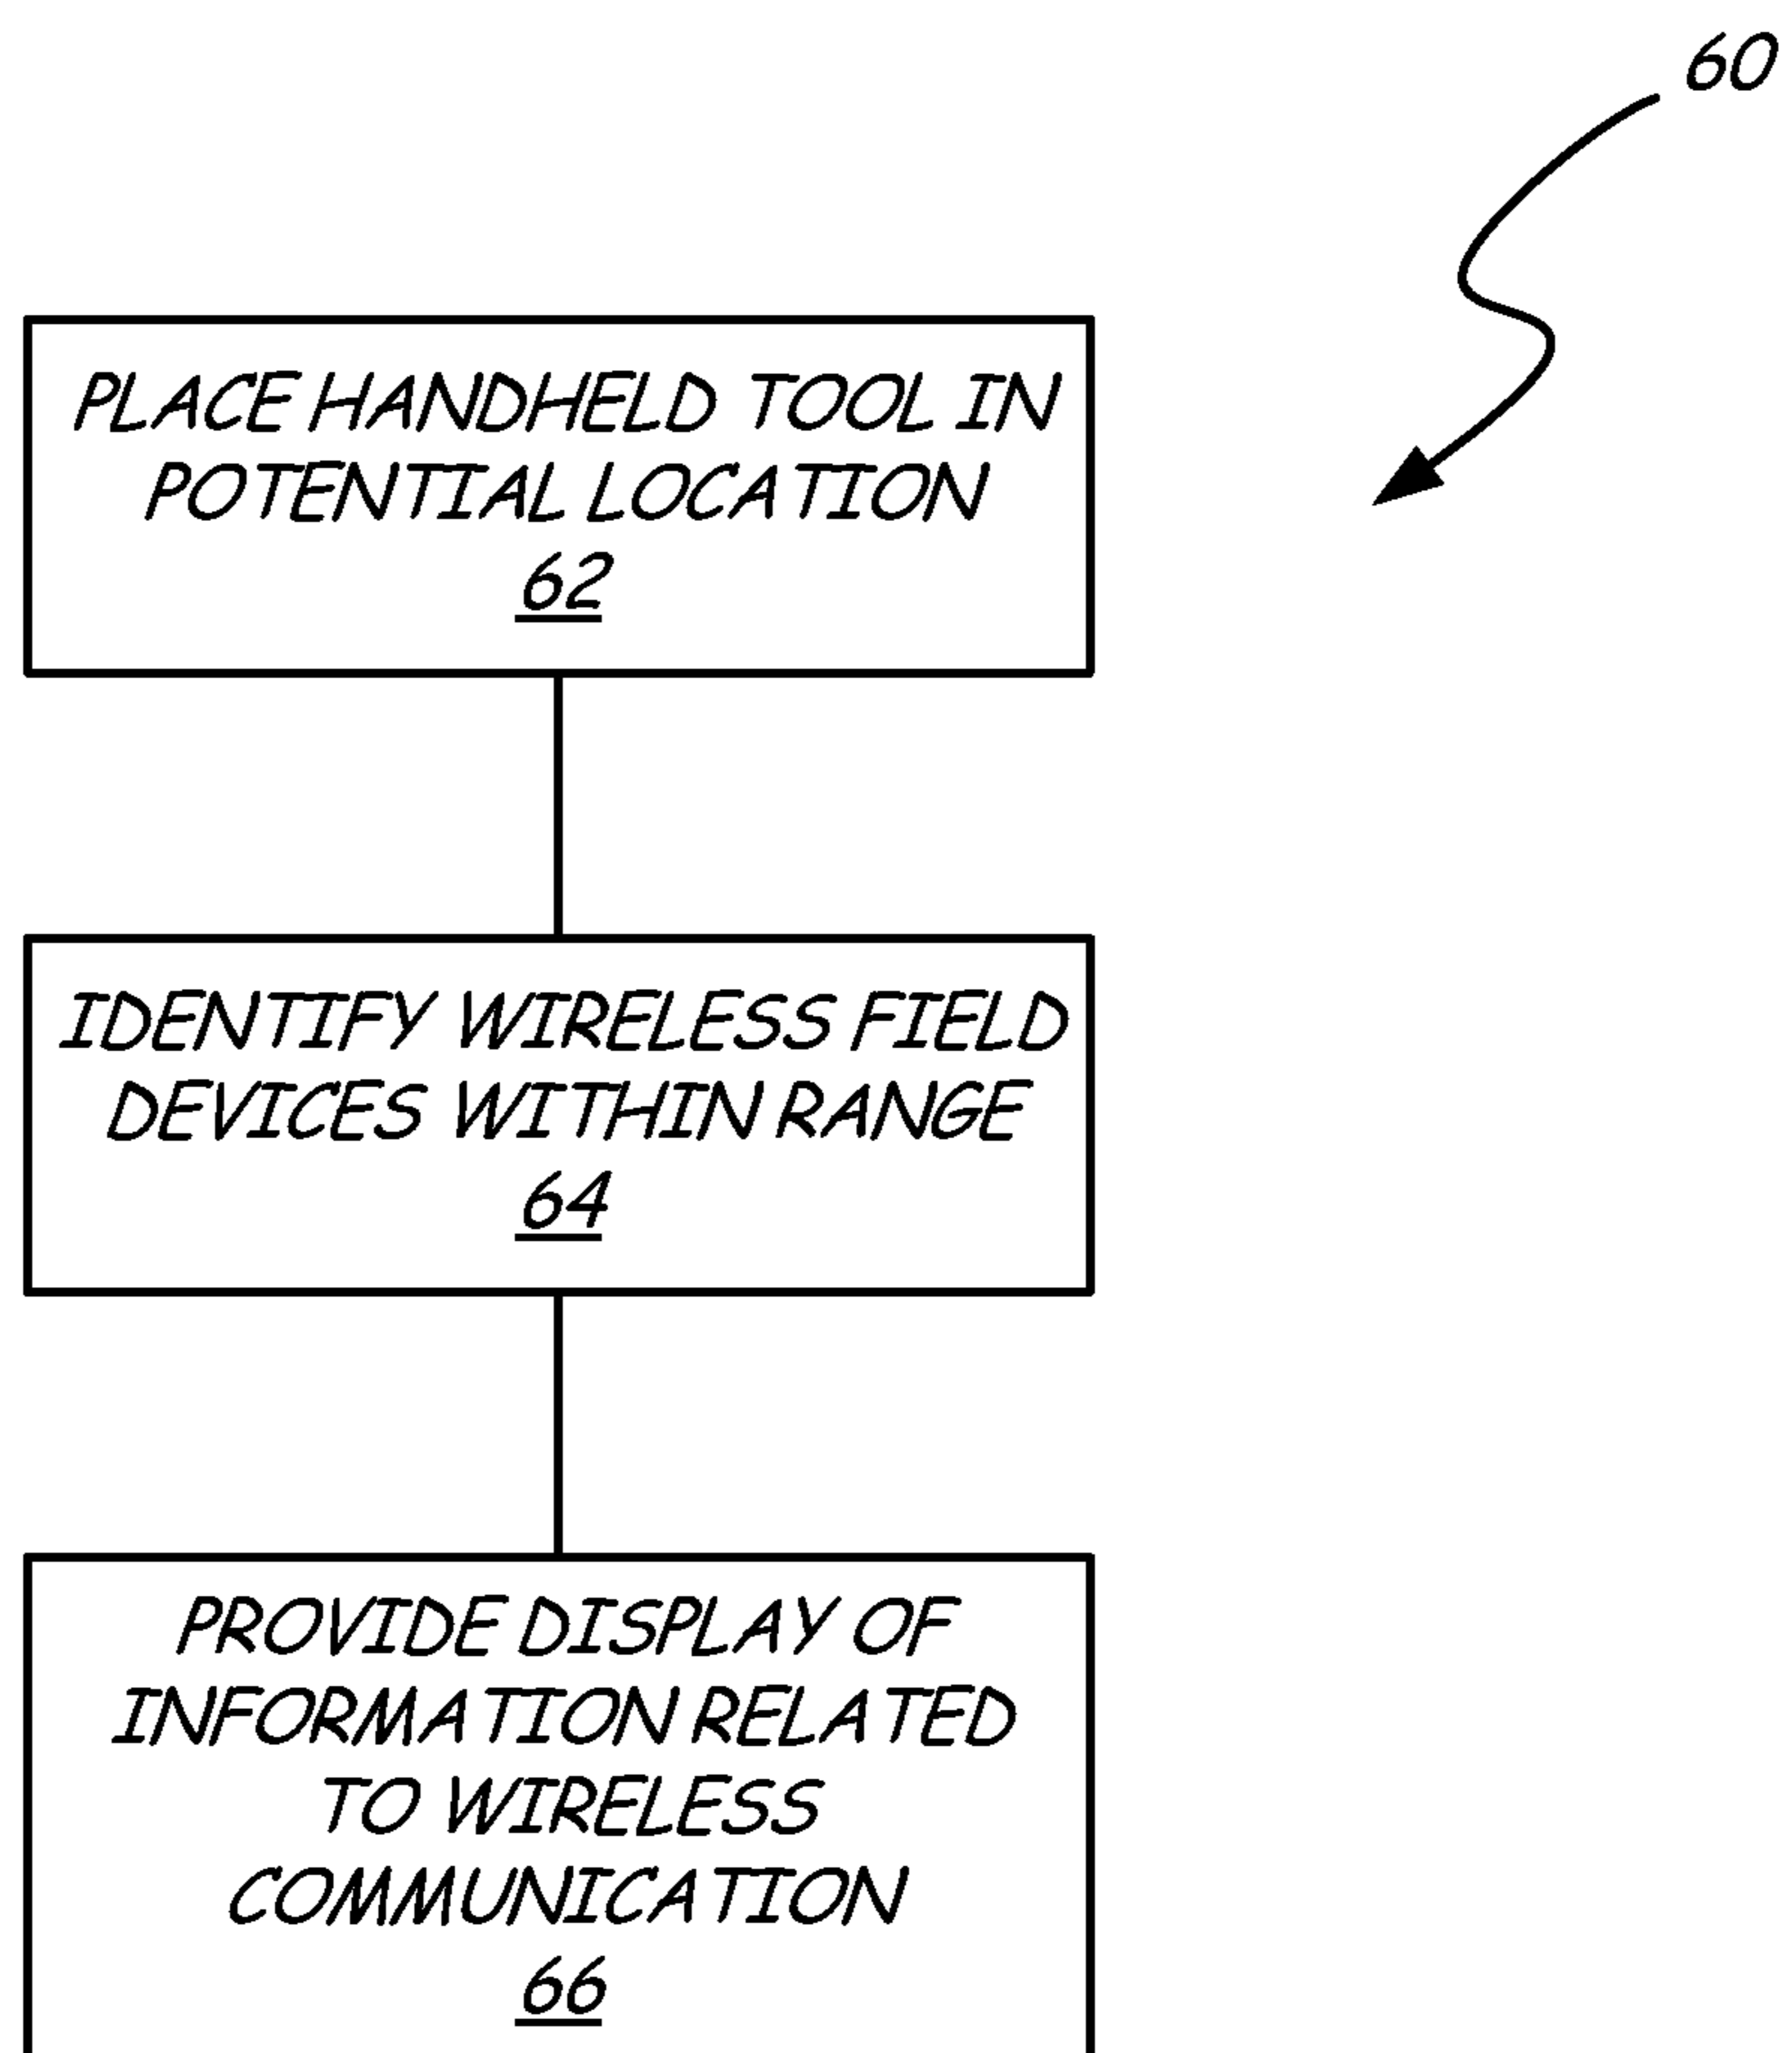 60
PLACE HANDHELD TOOL IN
POTENTIAL LOCATION
62
IDENTIFY WIRELESS FIELD
DEVICES WITHIN RANGE
64
PROVIDE DISPLAY OF
INFORMATION RELATED
TO WIRELESS
COMMUNICATION
66